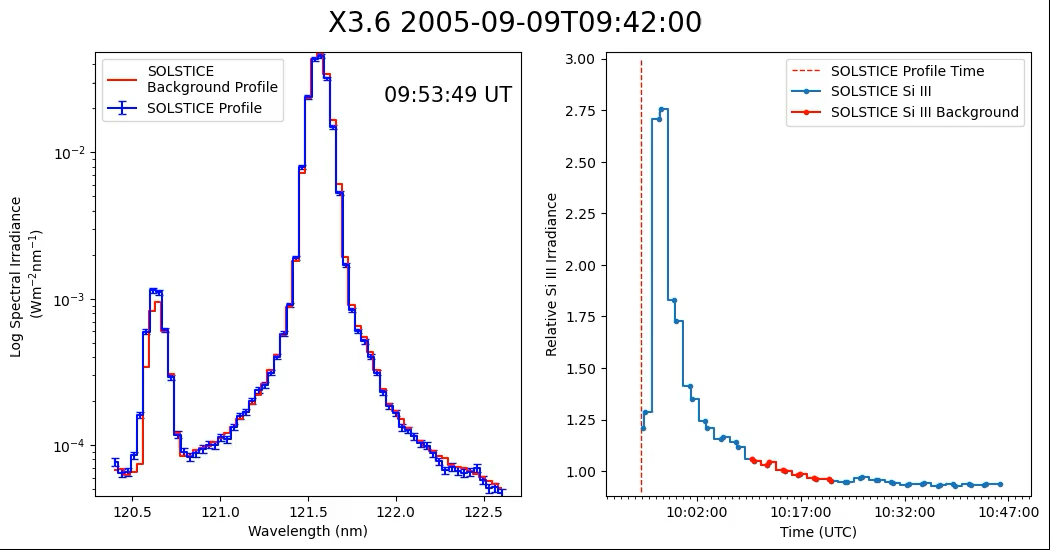 X3.6 2005-09-09T09:42:00
SOLSTICE
Background Profile
SOLSTICE Profile
09:53:49 UT
10⁻²
10⁻³
10⁻⁴
Log Spectral Irradiance
(Wm⁻²nm⁻¹)
120.5 121.0 121.5 122.0 122.5
Wavelength (nm)
SOLSTICE Profile Time
SOLSTICE Si III
SOLSTICE Si III Background
3.00
2.75
2.50
2.25
2.00
1.75
1.50
1.25
1.00
Relative Si III Irradiance
10:02:00 10:17:00 10:32:00 10:47:00
Time (UTC)